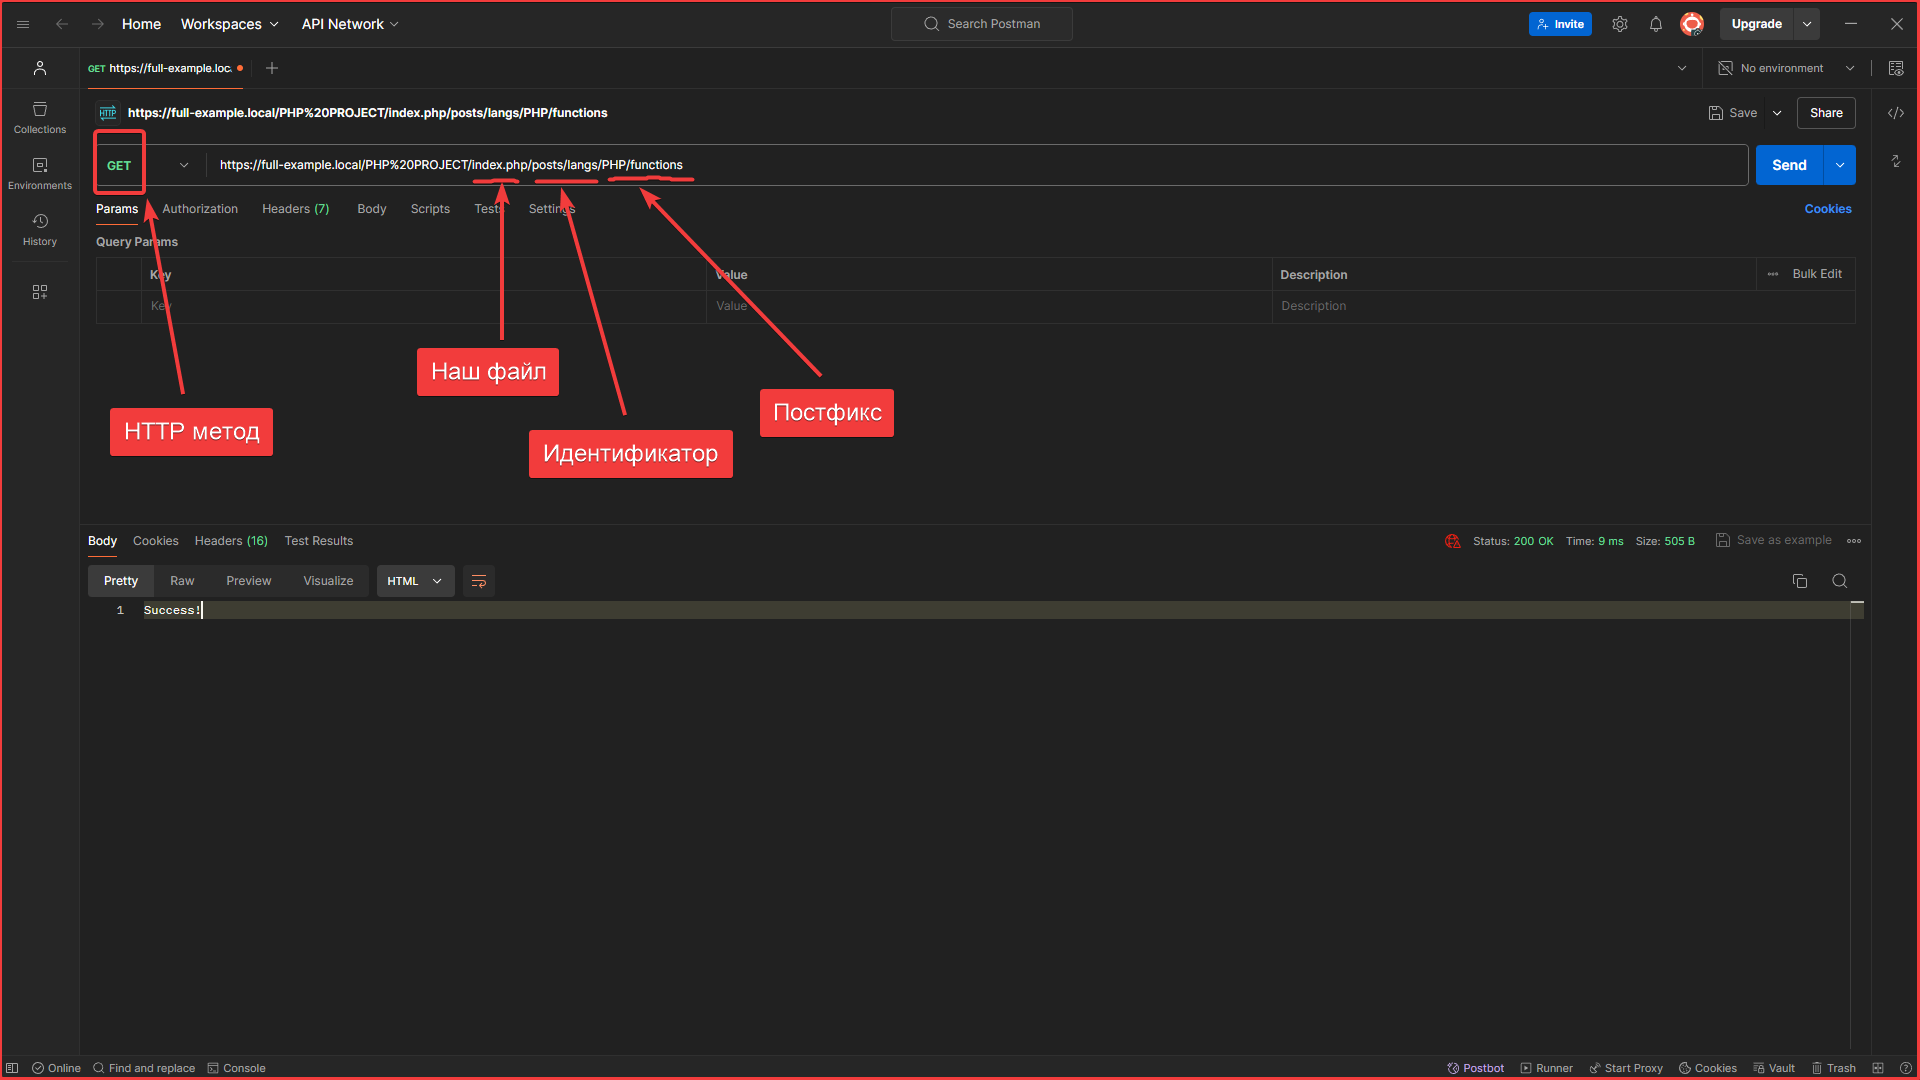 Home Workspaces API Network Search Postman Invite Upgrade
GET https://full-example.loc. No environment
HTTP https://full-example.local/PHP%20PROJECT/index.php/posts/langs/PHP/functions Save Share
Collections
GET https://full-example.local/PHP%20PROJECT/index.php/posts/langs/PHP/functions Send
Environments
Params Authorization Headers (7) Body Scripts Tests Settings Cookies
History
Query Params
Key Value Description Bulk Edit
Key Value Description
Наш файл
Постфикс
HTTP метод
Идентификатор
Body Cookies Headers (16) Test Results Status: 200 OK Time: 9 ms Size: 505 B Save as example
Pretty Raw Preview Visualize HTML
1 Success!
Online Find and replace Console Postbot Runner Start Proxy Cookies Vault Trash